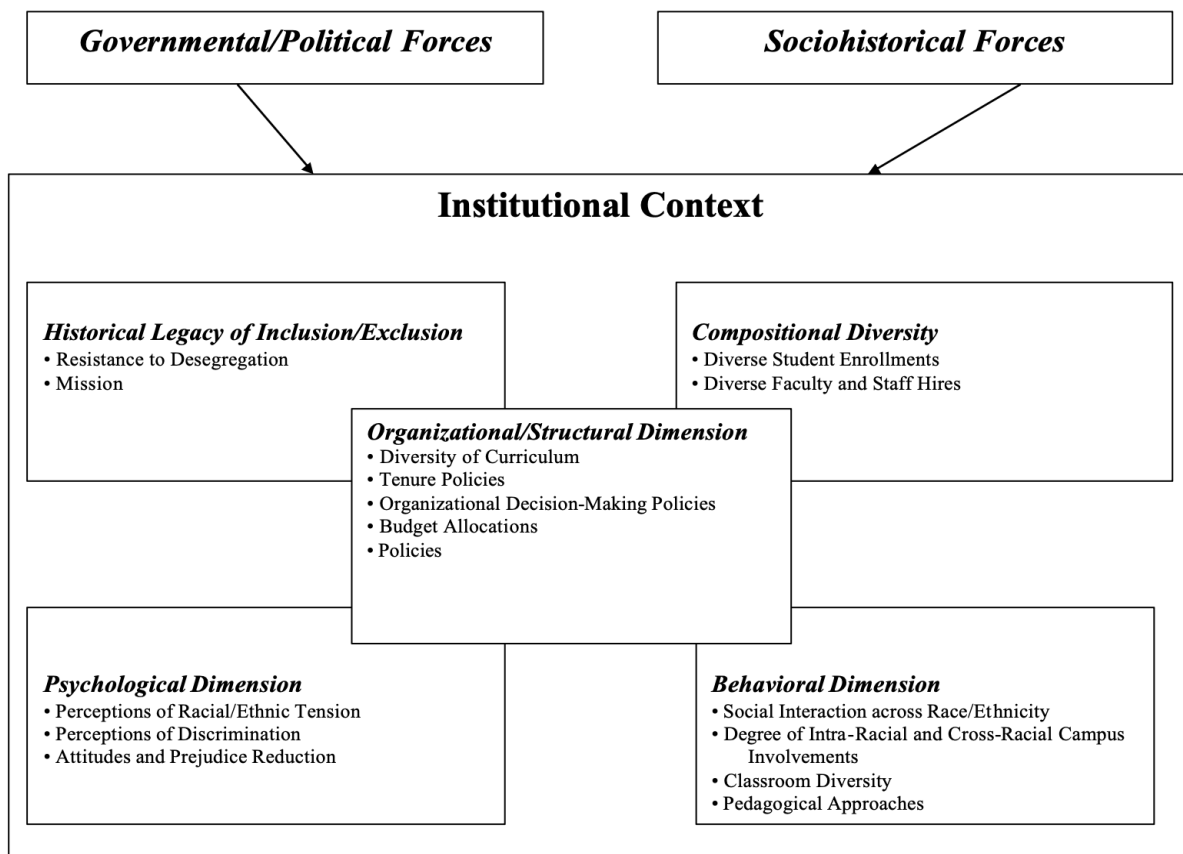 Governmental/Political Forces
Sociohistorical Forces
Institutional Context
Historical Legacy of Inclusion/Exclusion
• Resistance to Desegregation
• Mission
Compositional Diversity
• Diverse Student Enrollments
• Diverse Faculty and Staff Hires
Organizational/Structural Dimension
• Diversity of Curriculum
• Tenure Policies
• Organizational Decision-Making Policies
• Budget Allocations
• Policies
Psychological Dimension
• Perceptions of Racial/Ethnic Tension
• Perceptions of Discrimination
• Attitudes and Prejudice Reduction
Behavioral Dimension
• Social Interaction across Race/Ethnicity
• Degree of Intra-Racial and Cross-Racial Campus
Involvements
• Classroom Diversity
• Pedagogical Approaches